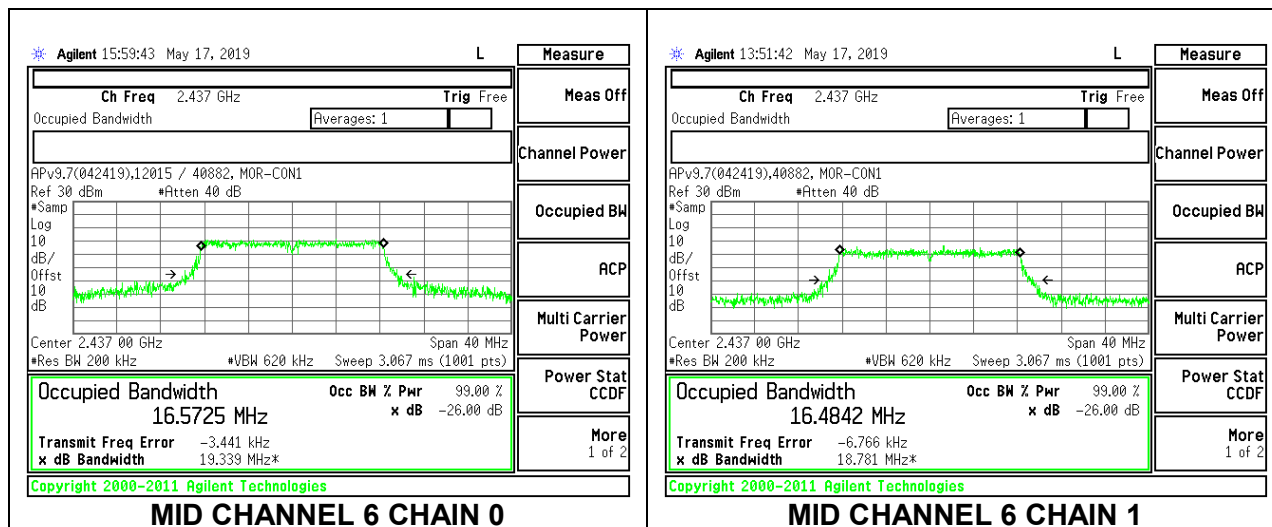 Agilent 15:59:43 May 17, 2019 L
Measure
Ch Freq 2.437 GHz Trig Free
Meas Off
Occupied Bandwidth Averages: 1
Channel Power
APv9.7(042419),12015 / 40882, MOR-CON1
Ref 30 dBm #Atten 40 dB
#Samp
Occupied BW
Log
10
dB/
ACP
Offst
10
dB
Multi Carrier
Power
Center 2.437 00 GHz Span 40 MHz
#Res BW 200 kHz #VBW 620 kHz Sweep 3.067 ms (1001 pts)
Power Stat
CCDF
Occupied Bandwidth Occ BW % Pwr 99.00 %
16.5725 MHz x dB -26.00 dB
More
1 of 2
Transmit Freq Error -3.441 kHz
x dB Bandwidth 19.339 MHz*
Copyright 2000-2011 Agilent Technologies
MID CHANNEL 6 CHAIN 0
Agilent 13:51:42 May 17, 2019 L
Measure
Ch Freq 2.437 GHz Trig Free
Meas Off
Occupied Bandwidth Averages: 1
Channel Power
APv9.7(042419),40882, MOR-CON1
Ref 30 dBm #Atten 40 dB
#Samp
Occupied BW
Log
10
dB/
ACP
Offst
10
dB
Multi Carrier
Power
Center 2.437 00 GHz Span 40 MHz
#Res BW 200 kHz #VBW 620 kHz Sweep 3.067 ms (1001 pts)
Power Stat
CCDF
Occupied Bandwidth Occ BW % Pwr 99.00 %
16.4842 MHz x dB -26.00 dB
More
1 of 2
Transmit Freq Error -6.766 kHz
x dB Bandwidth 18.781 MHz*
Copyright 2000-2011 Agilent Technologies
MID CHANNEL 6 CHAIN 1